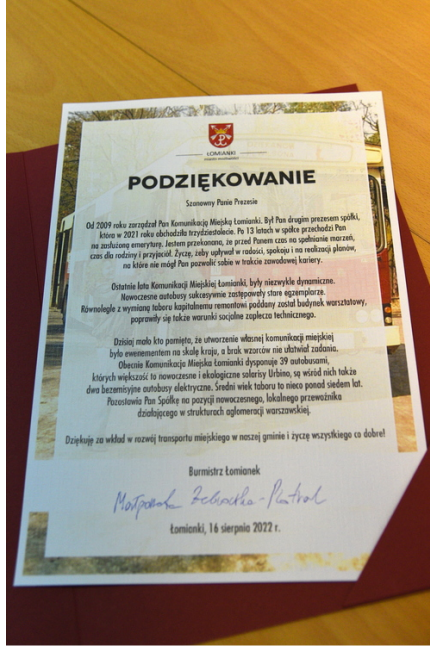 ŁOMIANKI
PODZIĘKOWANIE
Szanowny Panie Prezesie
Od 2009 roku zarządzał Pan Komunikacją Miejską Łomianki. Był Pan drugim prezesem spółki,
która w 2021 roku obchodziła trzydziestolecie. Po 13 latach w spółce przechodzi Pan
na zasłużoną emeryturę. Jestem przekonana, że przed Panem czas na spełnianie marzeń,
czas dla rodziny i przyjaciół. Życzę, żeby upływał w radości, spokoju i na realizacji planów,
na które nie mógł Pan pozwolić sobie w trakcie zawodowej kariery.
Ostatnie lata Komunikacji Miejskiej Łomianki, były niezwykle dynamiczne.
Nowoczesne autobusy sukcesywnie zastępowały stare egzemplarze.
Równolegle z wymianą taboru kapitalnemu remontowi poddany został budynek warsztatowy,
poprawiły się także warunki socjalne zaplecza technicznego.
Dzisiaj mało kto pamięta, że utworzenie własnej komunikacji miejskiej
było ewenementem na skalę kraju, a brak wzorców nie ułatwiał zadania.
Obecnie Komunikacja Miejska Łomianki dysponuje 39 autobusami,
których większość to nowoczesne i ekologiczne solarisy Urbino, są wśród nich także
dwa bezemisyjne autobusy elektryczne. Średni wiek taboru to nieco ponad siedem lat.
Pozostawia Pan Spółkę na pozycji nowoczesnego, lokalnego przewoźnika
działającego w strukturach aglomeracji warszawskiej.
Dziękuję za wkład w rozwój transportu miejskiego w naszej gminie i życzę wszystkiego co dobre!
Burmistrz Łomianek
Łomianki, 16 sierpnia 2022 r.